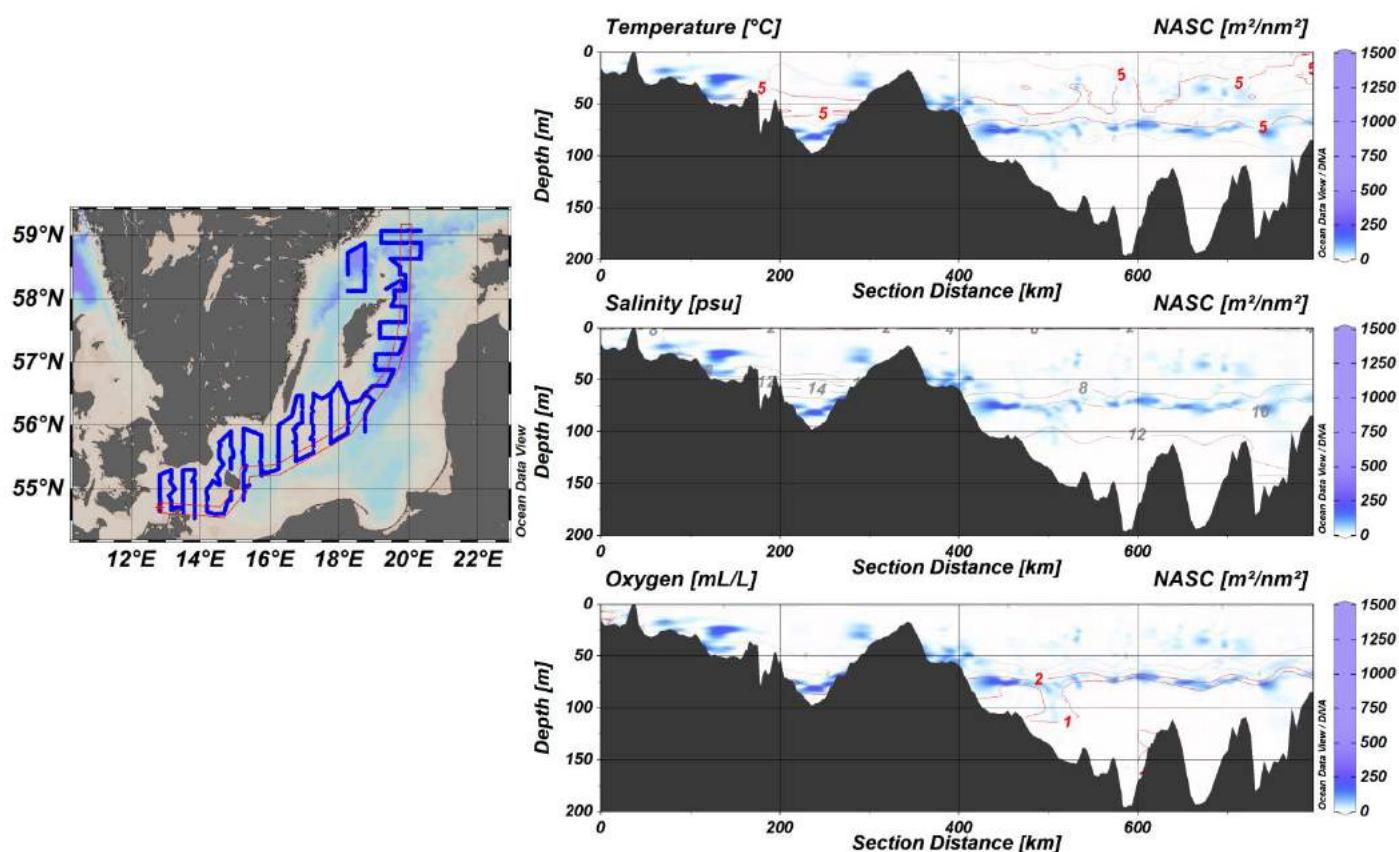 59°N
58°N
57°N
56°N
55°N
12°E 14°E 16°E 18°E 20°E 22°E
Ocean Data View
Temperature [°C] NASC [m²/nm²]
Depth [m]
0
50
100
150
200
5
5
5
5
5
5
0 200 400 600
Section Distance [km]
1500
1250
1000
750
500
250
0
Ocean Data View / DIVA
Salinity [psu] NASC [m²/nm²]
Depth [m]
0
50
100
150
200
8
12
14
8
10
12
0 200 400 600
Section Distance [km]
1500
1250
1000
750
500
250
0
Ocean Data View / DIVA
Oxygen [mL/L] NASC [m²/nm²]
Depth [m]
0
50
100
150
200
2
1
0 200 400 600
Section Distance [km]
1500
1250
1000
750
500
250
0
Ocean Data View / DIVA